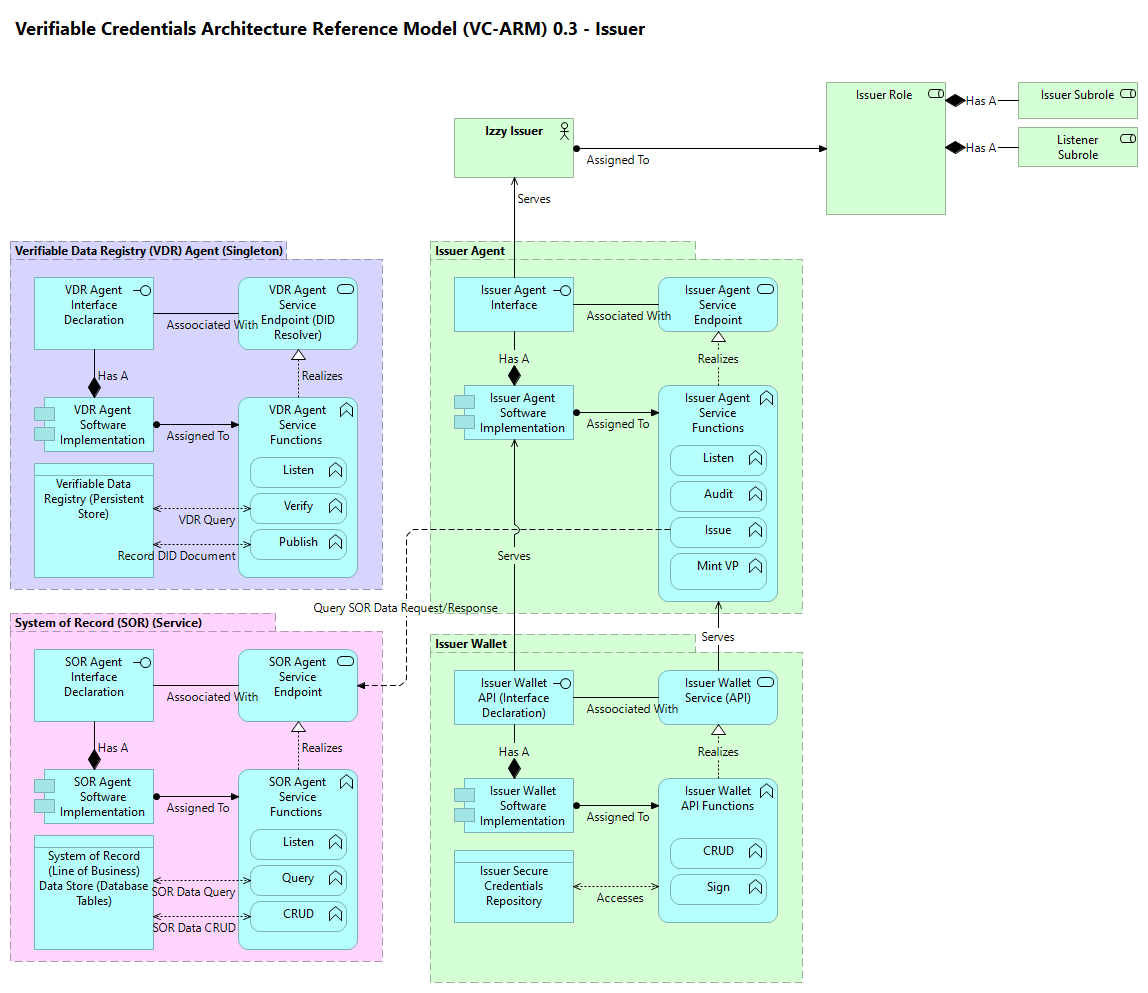 Verifiable Credentials Architecture Reference Model (VC-ARM) 0.3 - Issuer
Issuer Role
Has A
Issuer Subrole
Has A
Listener
Subrole
Izzy Issuer
Assigned To
Serves
Verifiable Data Registry (VDR) Agent (Singleton)
VDR Agent
Interface
Declaration
Assoociated With
VDR Agent
Service
Endpoint (DID
Resolver)
Has A
Realizes
VDR Agent
Software
Implementation
Assigned To
VDR Agent
Service
Functions
Listen
Verify
Publish
Verifiable Data
Registry (Persistent
Store)
VDR Query
Record DID Document
Issuer Agent
Issuer Agent
Interface
Associated With
Issuer Agent
Service
Endpoint
Has A
Realizes
Issuer Agent
Software
Implementation
Assigned To
Issuer Agent
Service
Functions
Listen
Audit
Issue
Mint VP
Serves
Query SOR Data Request/Response
Serves
System of Record (SOR) (Service)
SOR Agent
Interface
Declaration
Assoociated With
SOR Agent
Service
Endpoint
Has A
Realizes
SOR Agent
Software
Implementation
Assigned To
SOR Agent
Service
Functions
Listen
Query
CRUD
System of Record
(Line of Business)
Data Store (Database
Tables)
SOR Data Query
SOR Data CRUD
Issuer Wallet
Issuer Wallet
API (Interface
Declaration)
Assoociated With
Issuer Wallet
Service (API)
Has A
Realizes
Issuer Wallet
Software
Implementation
Assigned To
Issuer Wallet
API Functions
CRUD
Sign
Issuer Secure
Credentials
Repository
Accesses